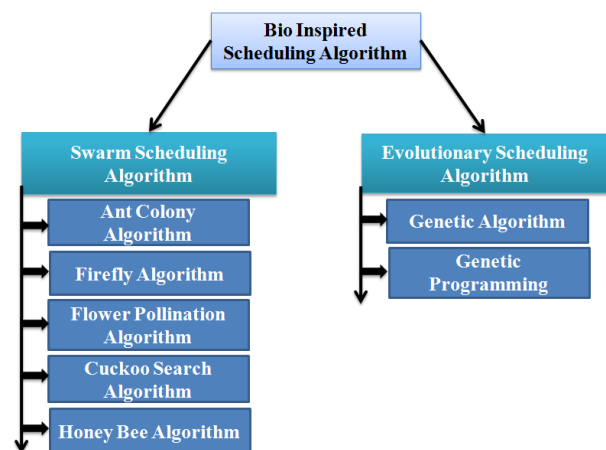 Bio Inspired
Scheduling Algorithm
Swarm Scheduling
Algorithm
Ant Colony
Algorithm
Firefly Algorithm
Flower Pollination
Algorithm
Cuckoo Search
Algorithm
Honey Bee Algorithm
Evolutionary Scheduling
Algorithm
Genetic Algorithm
Genetic
Programming